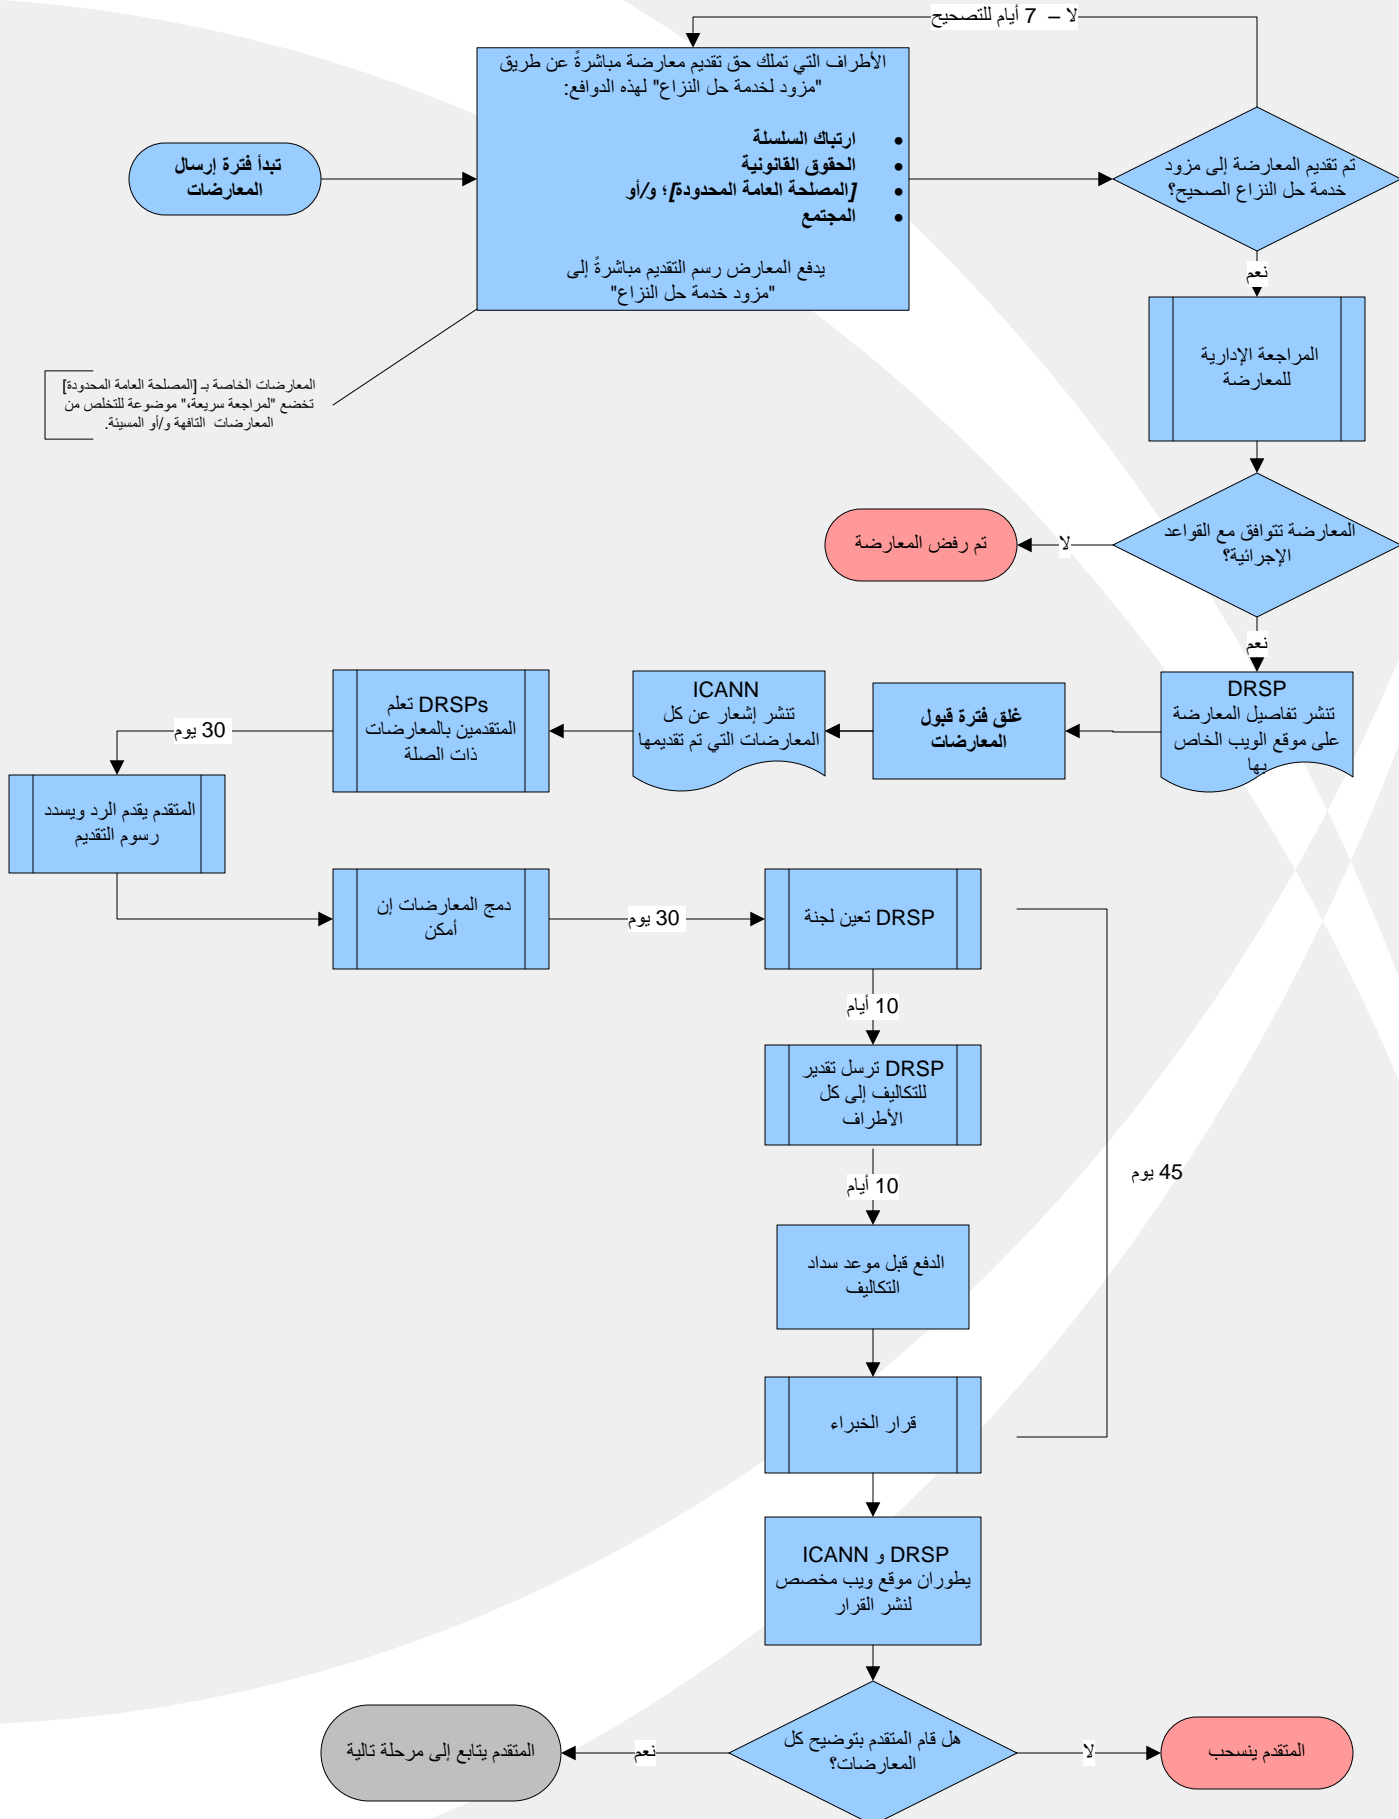 لا – 7 أيام للتصحيح
الأطراف التي تملك حق تقديم معارضة مباشرةً عن طريق
"مزود لخدمة حل النزاع" لهذه الدوافع:
• ارتباك السلسلة
• الحقوق القانونية
• [المصلحة العامة المحدودة]؛ و/أو
• المجتمع
يدفع المعارض رسم التقديم مباشرةً إلى
"مزود خدمة حل النزاع"
تبدأ فترة إرسال
المعارضات
تم تقديم المعارضة إلى مزود
خدمة حل النزاع الصحيح؟
نعم
المراجعة الإدارية
للمعارضة
المعارضات الخاصة بـ [المصلحة العامة المحدودة]
تخضع "لمراجعة سريعة،" موضوعة للتخلص من
المعارضات التافهة و/أو المسيئة.
المعارضة تتوافق مع القواعد
الإجرائية؟
لا
تم رفض المعارضة
نعم
DRSP
تنشر تفاصيل المعارضة
على موقع الويب الخاص
بها
غلق فترة قبول
المعارضات
ICANN
تنشر إشعار عن كل
المعارضات التي تم تقديمها
DRSPs تعلم
المتقدمين بالمعارضات
ذات الصلة
30 يوم
المتقدم يقدم الرد ويسدد
رسوم التقديم
دمج المعارضات إن
أمكن
30 يوم
DRSP تعين لجنة
10 أيام
DRSP ترسل تقدير
للتكاليف إلى كل
الأطراف
10 أيام
45 يوم
الدفع قبل موعد سداد
التكاليف
قرار الخبراء
DRSP و ICANN
يطوران موقع ويب مخصص
لنشر القرار
هل قام المتقدم بتوضيح كل
المعارضات؟
لا
المتقدم ينسحب
نعم
المتقدم يتابع إلى مرحلة تالية